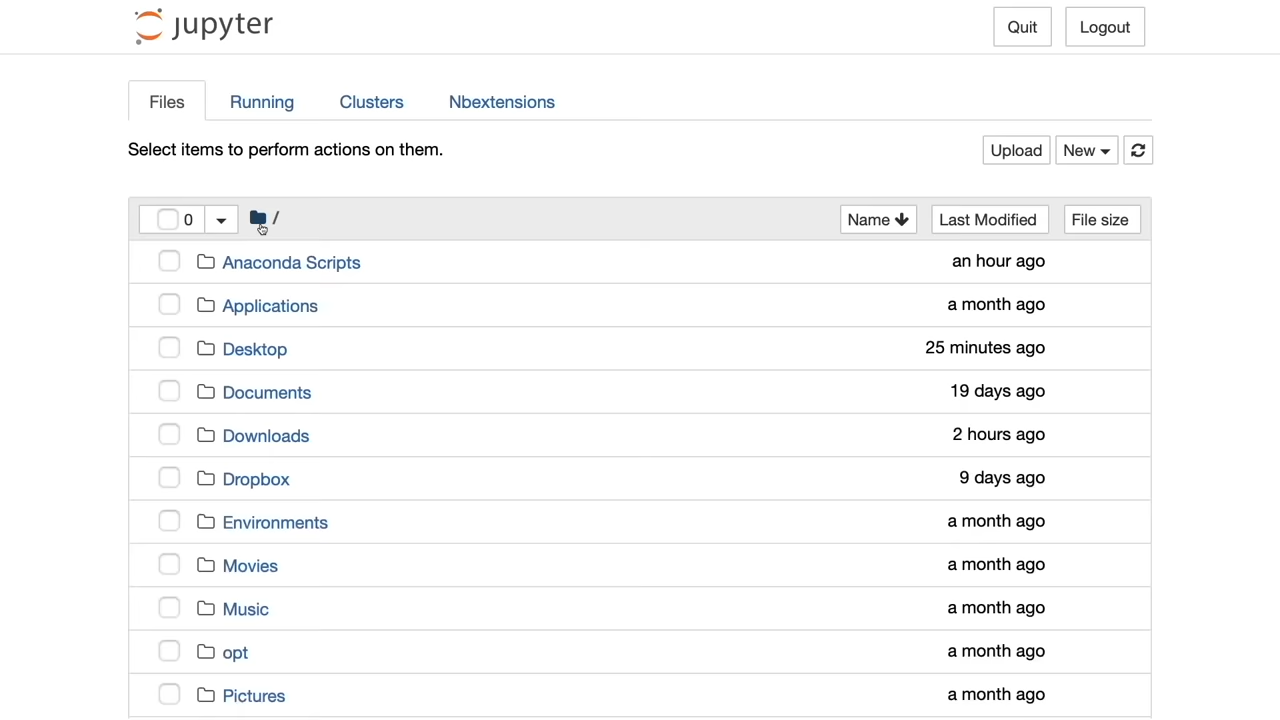 jupyter Quit Logout
Files Running Clusters Nbextensions
Select items to perform actions on them. Upload New
0 / Name Last Modified File size
Anaconda Scripts an hour ago
Applications a month ago
Desktop 25 minutes ago
Documents 19 days ago
Downloads 2 hours ago
Dropbox 9 days ago
Environments a month ago
Movies a month ago
Music a month ago
opt a month ago
Pictures a month ago